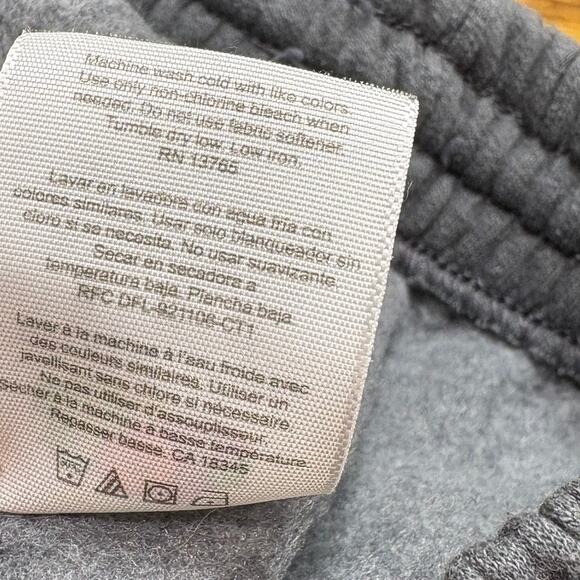 Machine wash cold with like colors.
Use only non-chlorine bleach when
needed. Do not use fabric softener.
Tumble dry low. Low iron.
RN 13765
Lavar en lavadora con agua fria con
colores similares. Usar solo blanqueador sin
cloro si se necesita. No usar suavizante.
Secar en secadora a
temperatura baja. Plancha baja.
RFC DFL-921106-CT1
Laver à la machine à l'eau froide avec
des couleurs similaires. Utiliser un
javellisant sans chlore si nécesseire
Ne pas utiliser d'assouplisseur.
Sécher à la machine à basse température.
Repasser basse. CA 18345